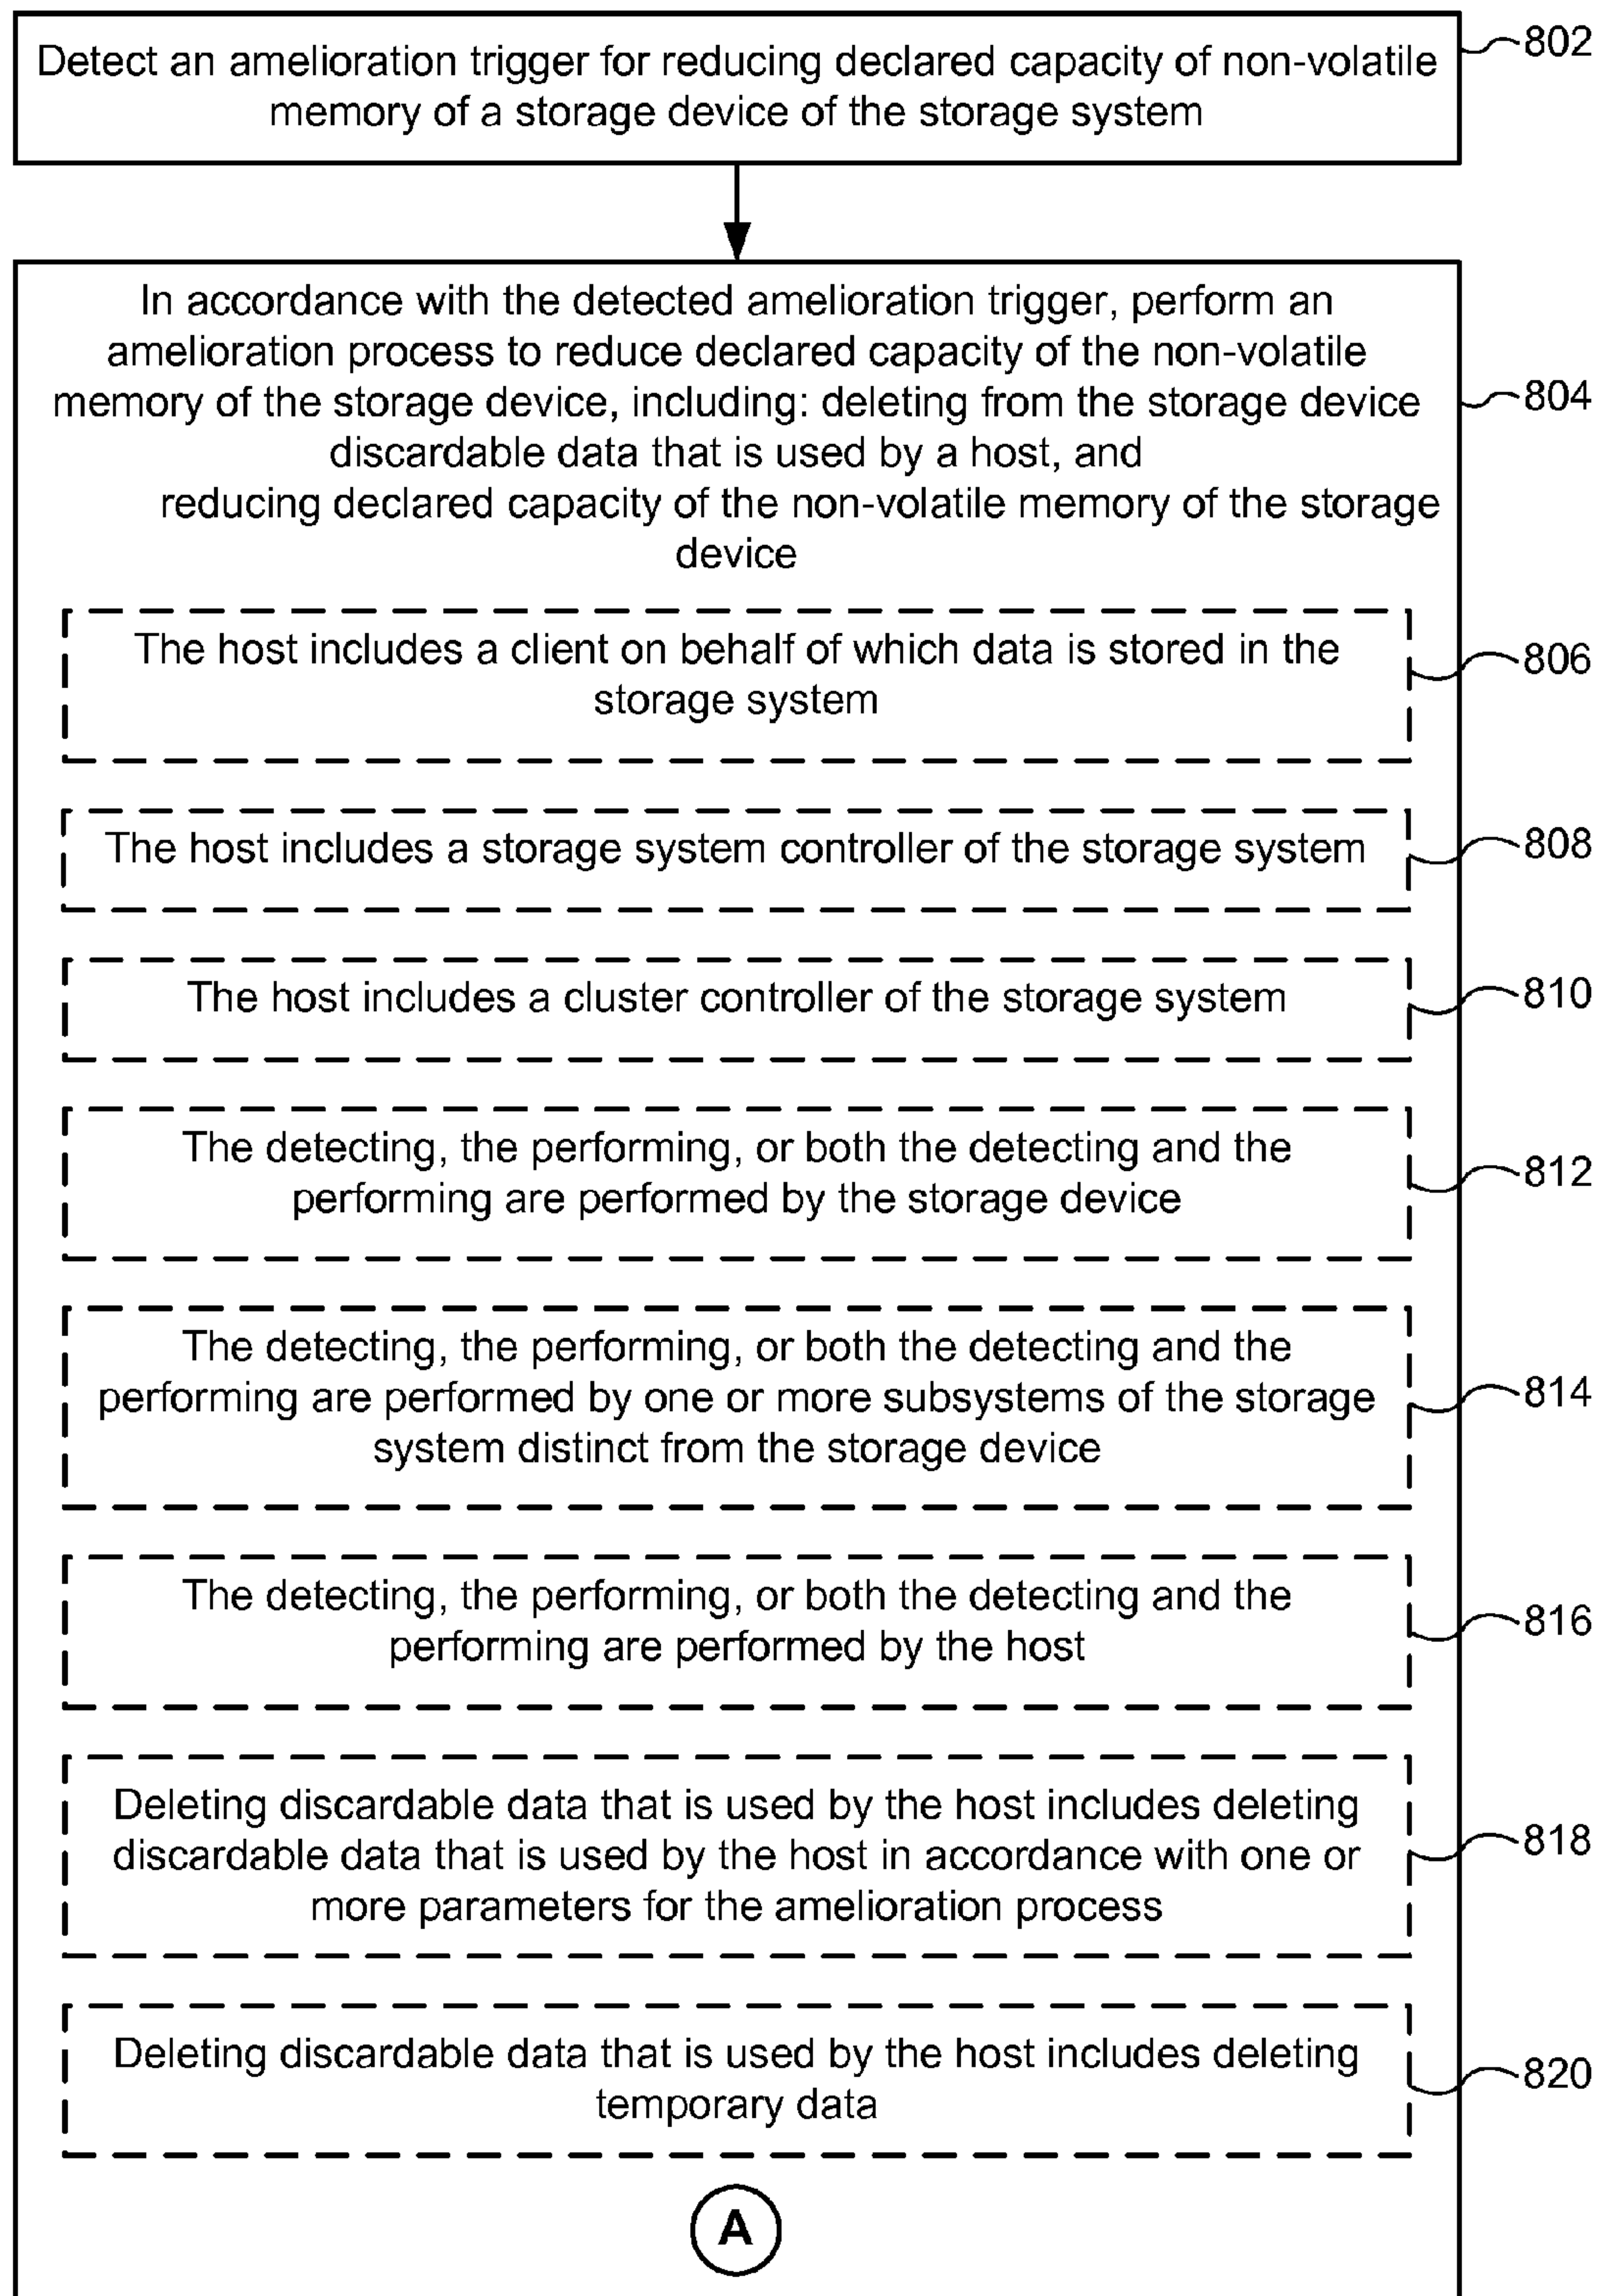 Detect an amelioration trigger for reducing declared capacity of non-volatile
memory of a storage device of the storage system
802
In accordance with the detected amelioration trigger, perform an
amelioration process to reduce declared capacity of the non-volatile
memory of the storage device, including: deleting from the storage device
discardable data that is used by a host, and
reducing declared capacity of the non-volatile memory of the storage
device
804
The host includes a client on behalf of which data is stored in the
storage system
806
The host includes a storage system controller of the storage system
808
The host includes a cluster controller of the storage system
810
The detecting, the performing, or both the detecting and the
performing are performed by the storage device
812
The detecting, the performing, or both the detecting and the
performing are performed by one or more subsystems of the storage
system distinct from the storage device
814
The detecting, the performing, or both the detecting and the
performing are performed by the host
816
Deleting discardable data that is used by the host includes deleting
discardable data that is used by the host in accordance with one or
more parameters for the amelioration process
818
Deleting discardable data that is used by the host includes deleting
temporary data
820
A